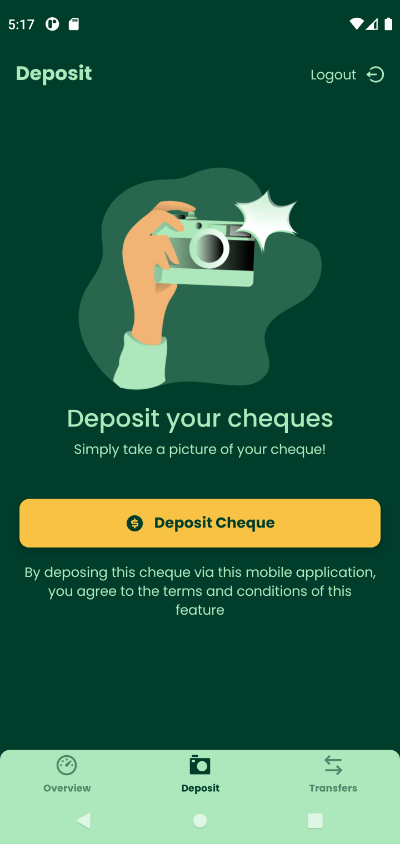 5:17
Deposit
Logout
Deposit your cheques
Simply take a picture of your cheque!
Deposit Cheque
By deposing this cheque via this mobile application,
you agree to the terms and conditions of this
feature
Overview
Deposit
Transfers